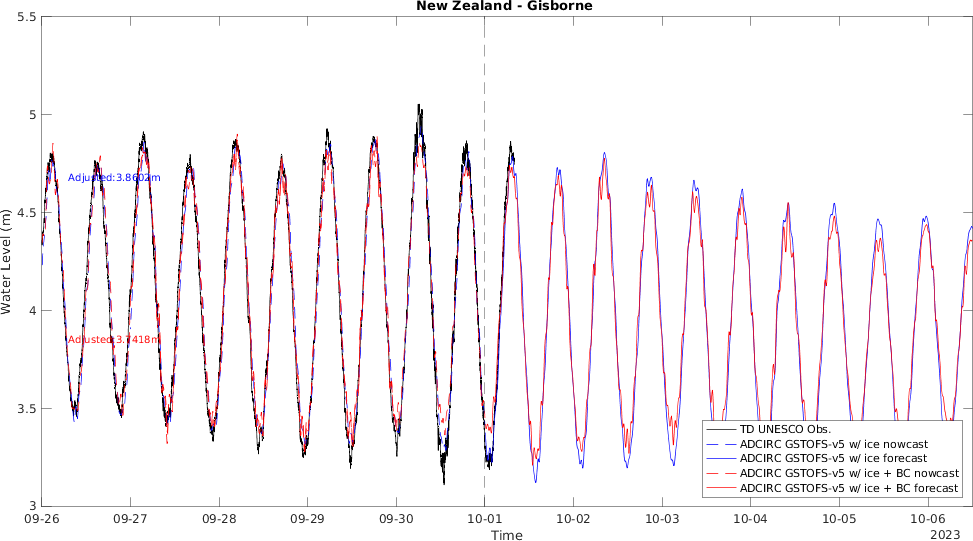 New Zealand - Gisborne
5.5
5
4.5
4
3.5
3
Water Level (m)
Adjusted:3.8602m
Adjusted:3.7418m
TD UNESCO Obs.
ADCIRC GSTOFS-v5 w/ ice nowcast
ADCIRC GSTOFS-v5 w/ ice forecast
ADCIRC GSTOFS-v5 w/ ice + BC nowcast
ADCIRC GSTOFS-v5 w/ ice + BC forecast
09-26 09-27 09-28 09-29 09-30 10-01 10-02 10-03 10-04 10-05 10-06
Time 2023